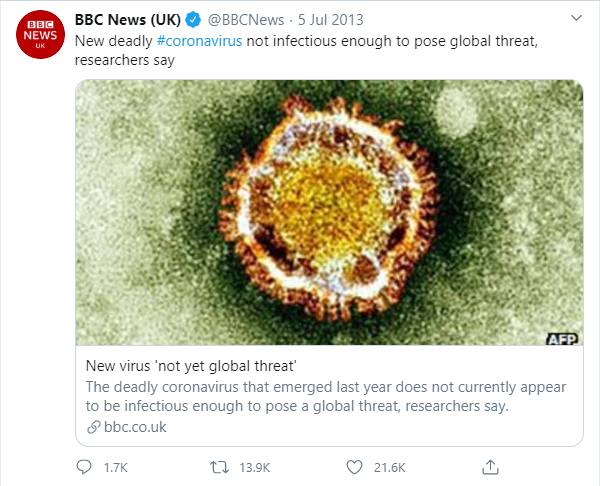 BBC
NEWS
UK
BBC News (UK) @BBCNews · 5 Jul 2013
New deadly #coronavirus not infectious enough to pose global threat,
researchers say
AFP
New virus 'not yet global threat'
The deadly coronavirus that emerged last year does not currently appear
to be infectious enough to pose a global threat, researchers say.
bbc.co.uk
1.7K 13.9K 21.6K